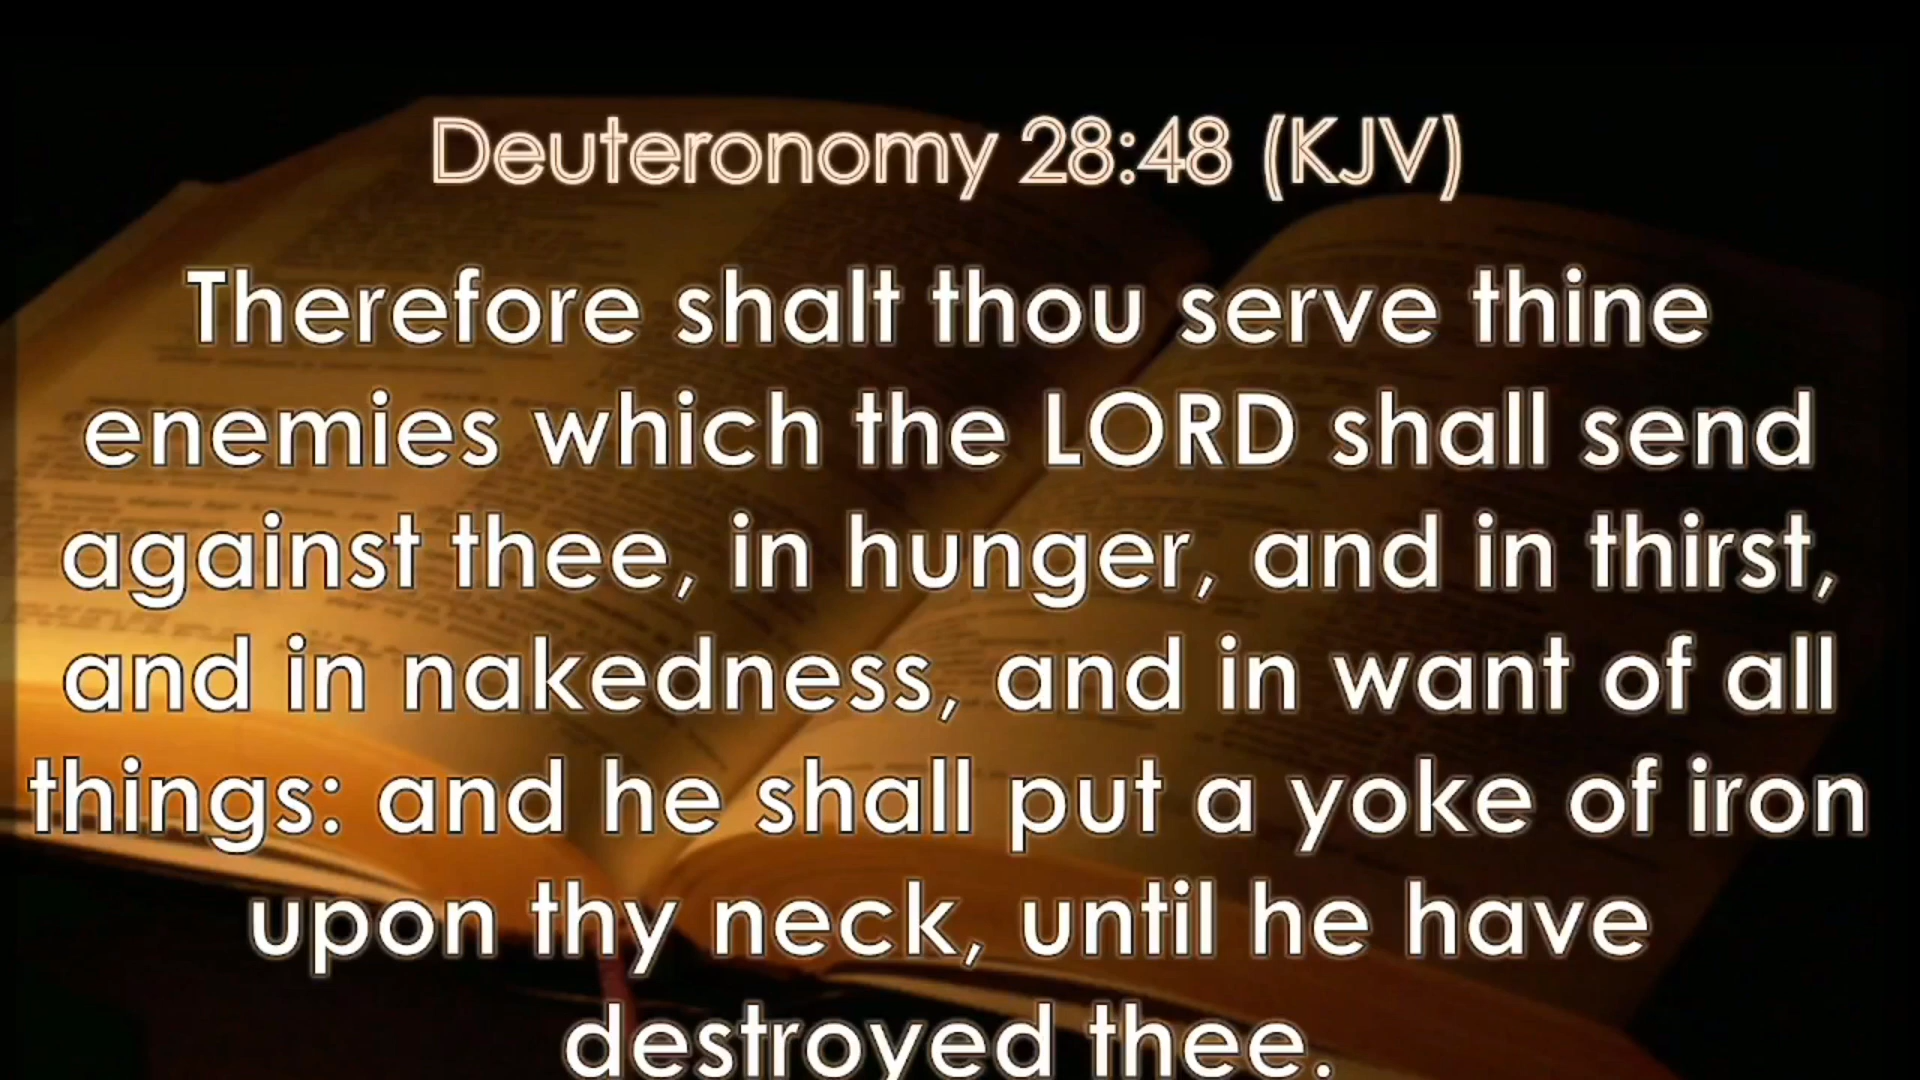 Deuteronomy 28:48 (KJV)
Therefore shalt thou serve thine
enemies which the LORD shall send
against thee, in hunger, and in thirst,
and in nakedness, and in want of all
things: and he shall put a yoke of iron
upon thy neck, until he have
destroyed thee.